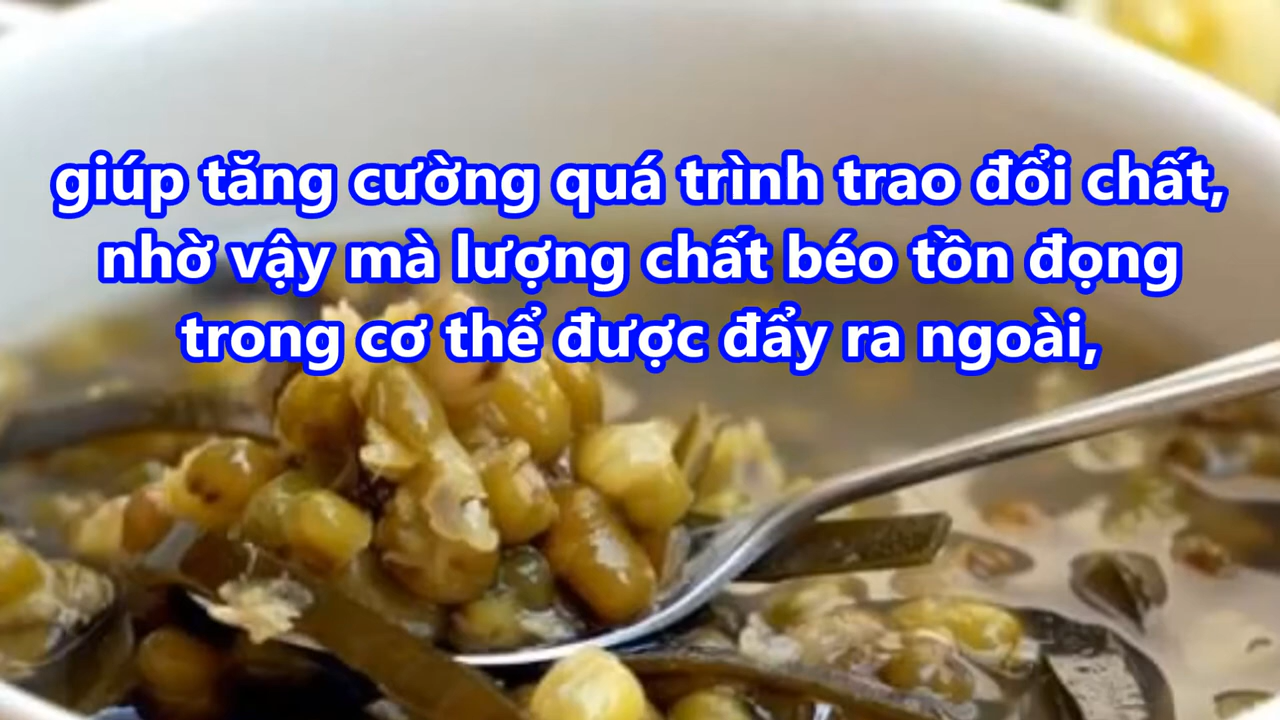 giúp tăng cường quá trình trao đổi chất,
nhờ vậy mà lượng chất béo tồn đọng
trong cơ thể được đẩy ra ngoài,